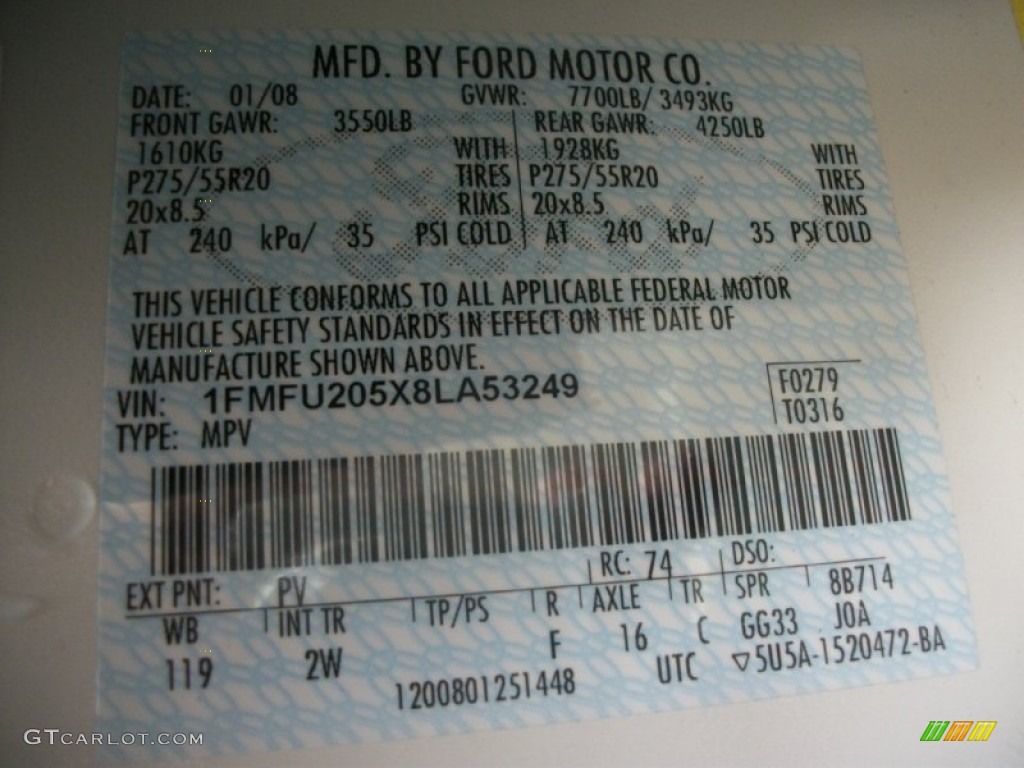 MFD. BY FORD MOTOR CO.
DATE: 01/08 GVWR: 7700LB/ 3493KG
FRONT GAWR: 3550LB REAR GAWR: 4250LB
1610KG WITH 1928KG WITH
P275/55R20 TIRES P275/55R20 TIRES
20x8.5 RIMS 20x8.5 RIMS
AT 240 kPa/ 35 PSI COLD AT 240 kPa/ 35 PSI COLD
THIS VEHICLE CONFORMS TO ALL APPLICABLE FEDERAL MOTOR
VEHICLE SAFETY STANDARDS IN EFFECT ON THE DATE OF
MANUFACTURE SHOWN ABOVE.
VIN: 1FMFU205X8LA53249 F0279
TYPE: MPV T0316
EXT PNT: PV RC: 74 DSO:
WB INT TR TP/PS R AXLE TR SPR 8B714
119 2W F 16 C GG33 J0A
1200801251448 UTC ▽5U5A-1520472-BA
GTCARLOT.COM